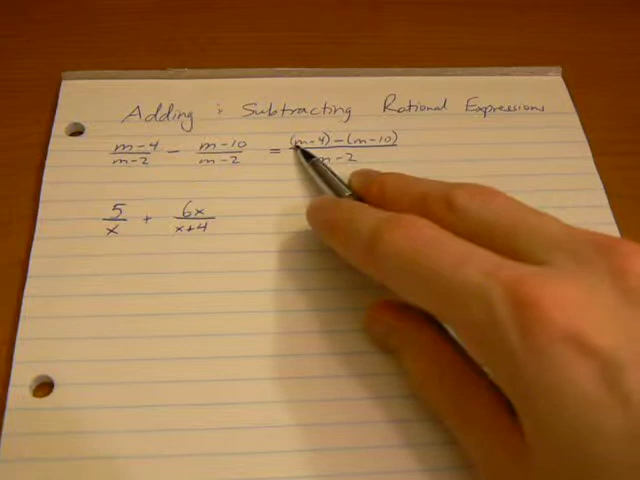 Adding & Subtracting Rational Expressions
(m-4)/(m-2) - (m-10)/(m-2) = ((m-4)-(m-10))/(m-2)
5/x + 6x/(x+4)